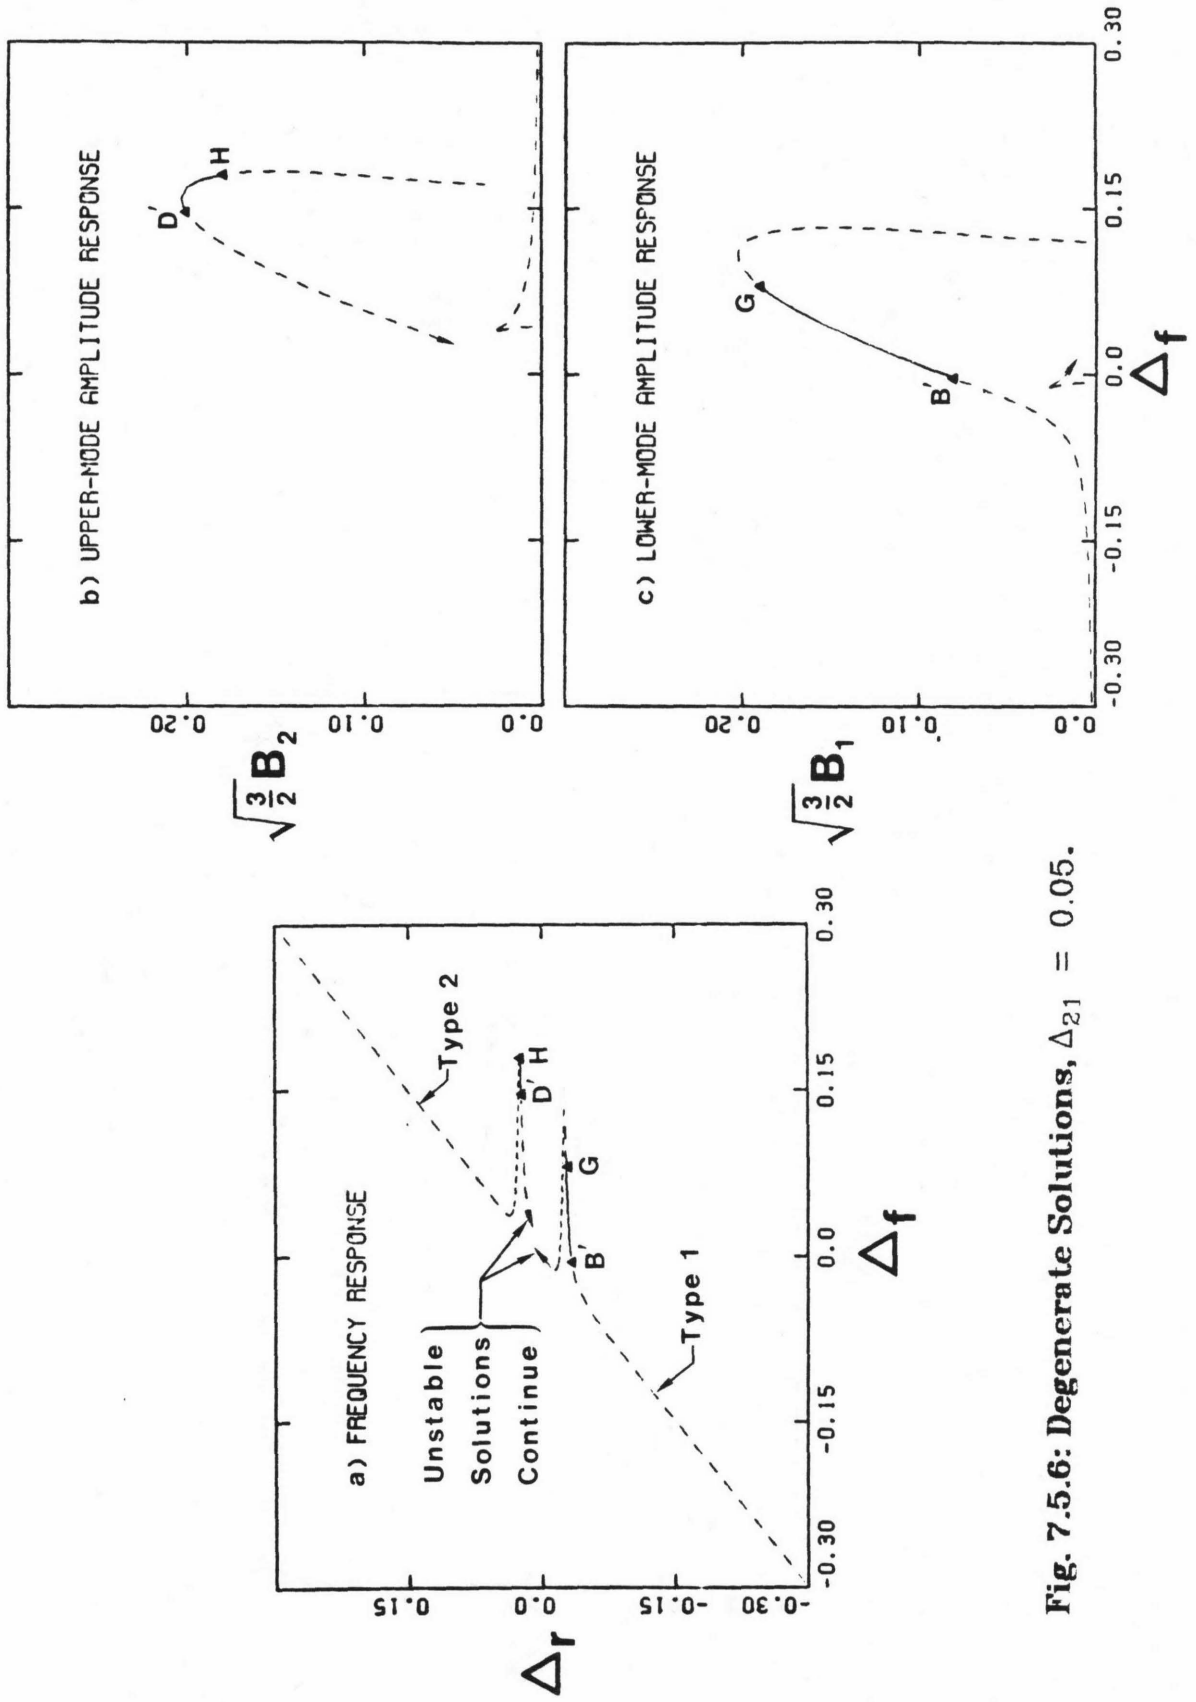 a) FREQUENCY RESPONSE
Δr
0.15
0.0
-0.15
-0.30
Unstable
Solutions
Continue
Type 2
Type 1
D'
H
B'
G
-0.30
-0.15
0.0
0.15
0.30
Δf
b) UPPER-MODE AMPLITUDE RESPONSE
√3/2 B2
0.20
0.10
0.0
D'
H
c) LOWER-MODE AMPLITUDE RESPONSE
√3/2 B1
0.20
0.10
0.0
G
B'
-0.30
-0.15
0.0
0.15
0.30
Δf
Fig. 7.5.6: Degenerate Solutions, Δ21 = 0.05.